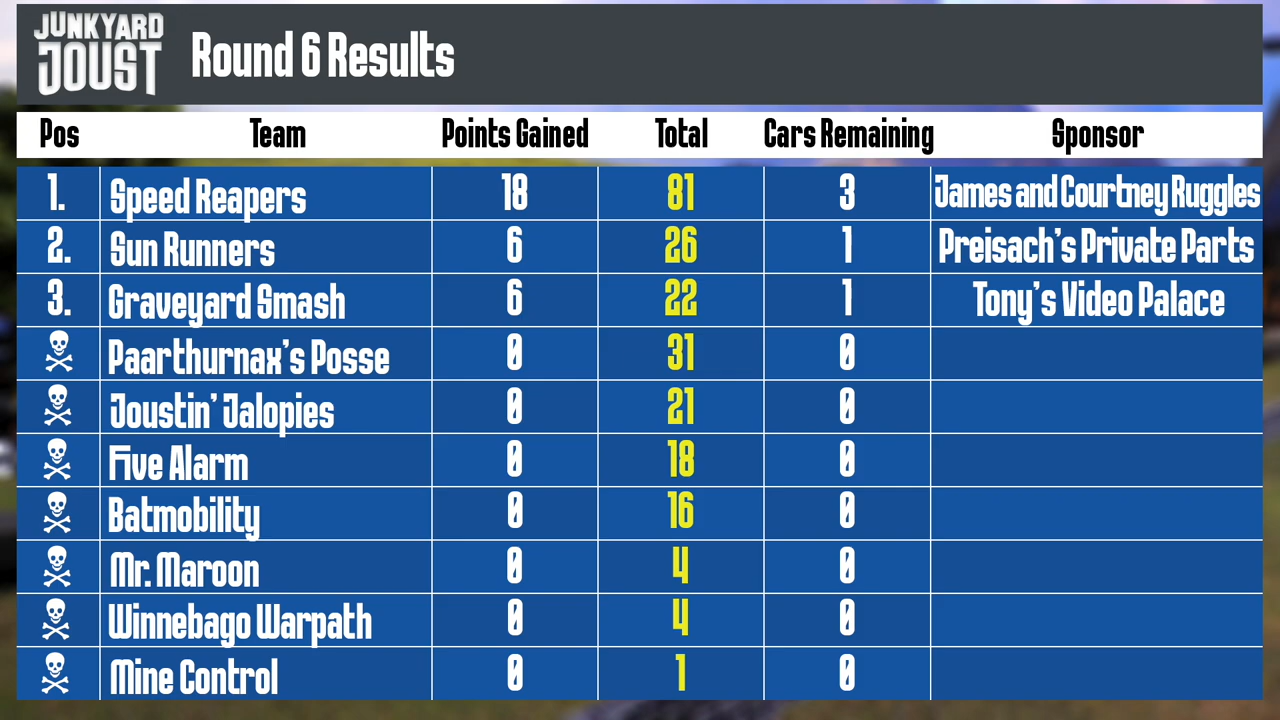 JUNKYARD
JOUST
Round 6 Results
Pos Team Points Gained Total Cars Remaining Sponsor
1. Speed Reapers 18 81 3 James and Courtney Ruggles
2. Sun Runners 6 26 1 Preisach's Private Parts
3. Graveyard Smash 6 22 1 Tony's Video Palace
Paarthurnax's Posse 0 31 0
Joustin' Jalopies 0 21 0
Five Alarm 0 18 0
Batmobility 0 16 0
Mr. Maroon 0 4 0
Winnebago Warpath 0 4 0
Mine Control 0 1 0